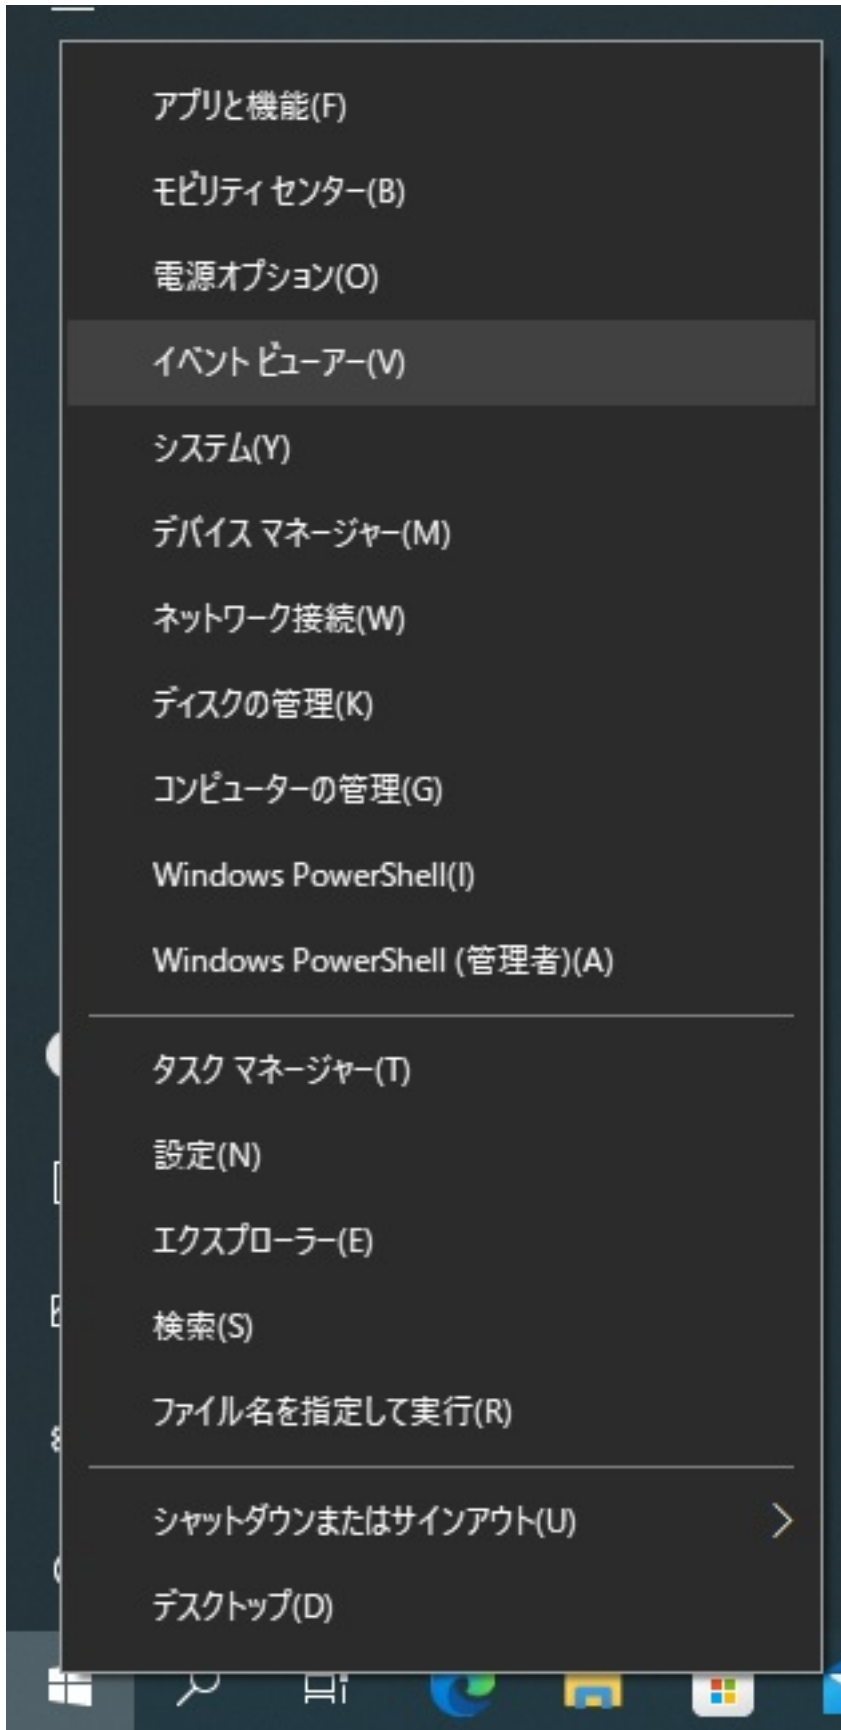 アプリと機能(F)
モビリティ センター(B)
電源オプション(O)
イベント ビューアー(V)
システム(Y)
デバイス マネージャー(M)
ネットワーク接続(W)
ディスクの管理(K)
コンピューターの管理(G)
Windows PowerShell(I)
Windows PowerShell (管理者)(A)
タスク マネージャー(T)
設定(N)
エクスプローラー(E)
検索(S)
ファイル名を指定して実行(R)
シャットダウンまたはサインアウト(U)
デスクトップ(D)